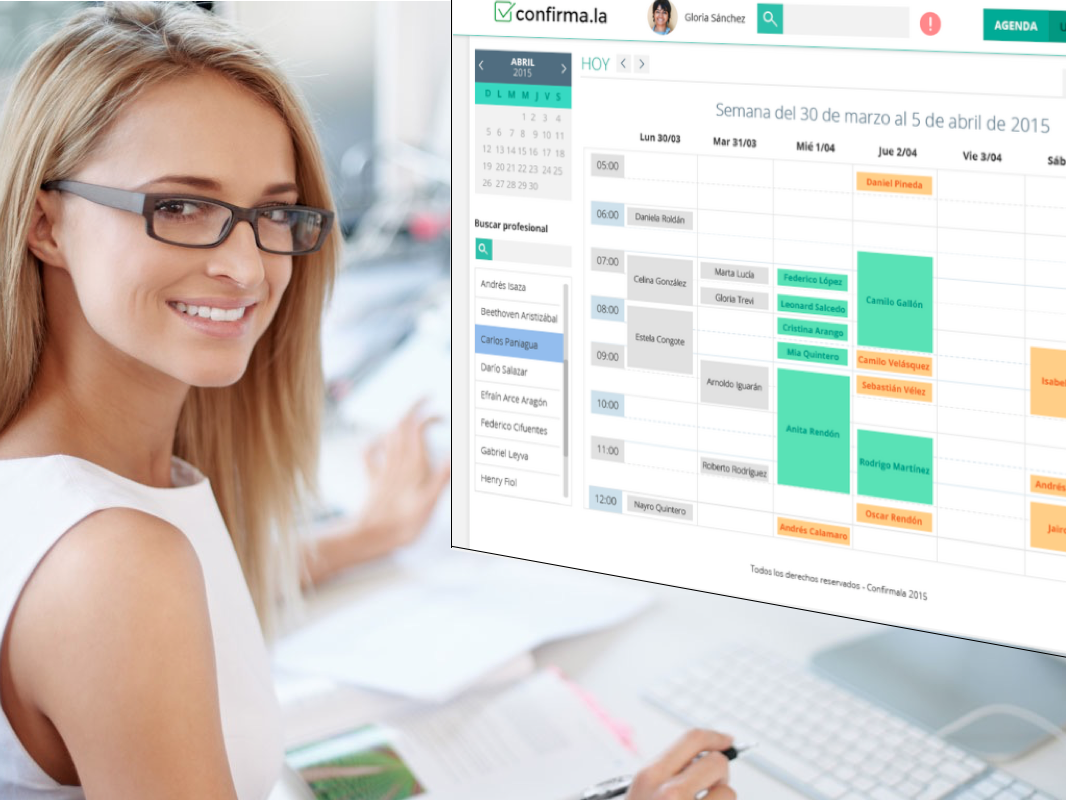 confirma.la
Gloria Sánchez
!
AGENDA
ABRIL
2015
D L M M J V S
1 2 3 4
5 6 7 8 9 10 11
12 13 14 15 16 17 18
19 20 21 22 23 24 25
26 27 28 29 30
Buscar profesional
Andrés Isaza
Beethoven Aristizábal
Carlos Paniagua
Darío Salazar
Efraín Arce Aragón
Federico Cifuentes
Gabriel Leyva
Henry Fiol
HOY
Semana del 30 de marzo al 5 de abril de 2015
Lun 30/03 Mar 31/03 Mié 1/04 Jue 2/04 Vie 3/04 Sáb
05:00
Daniel Pineda
06:00 Daniela Roldán
07:00
Celina González
Marta Lucía
Federico López
Gloria Trevi
Leonard Salcedo
Camilo Gallón
08:00
Estela Congote
Cristina Arango
Mia Quintero
09:00
Camilo Velásquez
Arnoldo Iguarán
Sebastián Vélez
Isabel
10:00
Anita Rendón
11:00
Roberto Rodríguez
Rodrigo Martínez
Andrés
12:00 Nayro Quintero
Andrés Calamaro
Oscar Rendón
Jairo
Todos los derechos reservados - Confirmala 2015